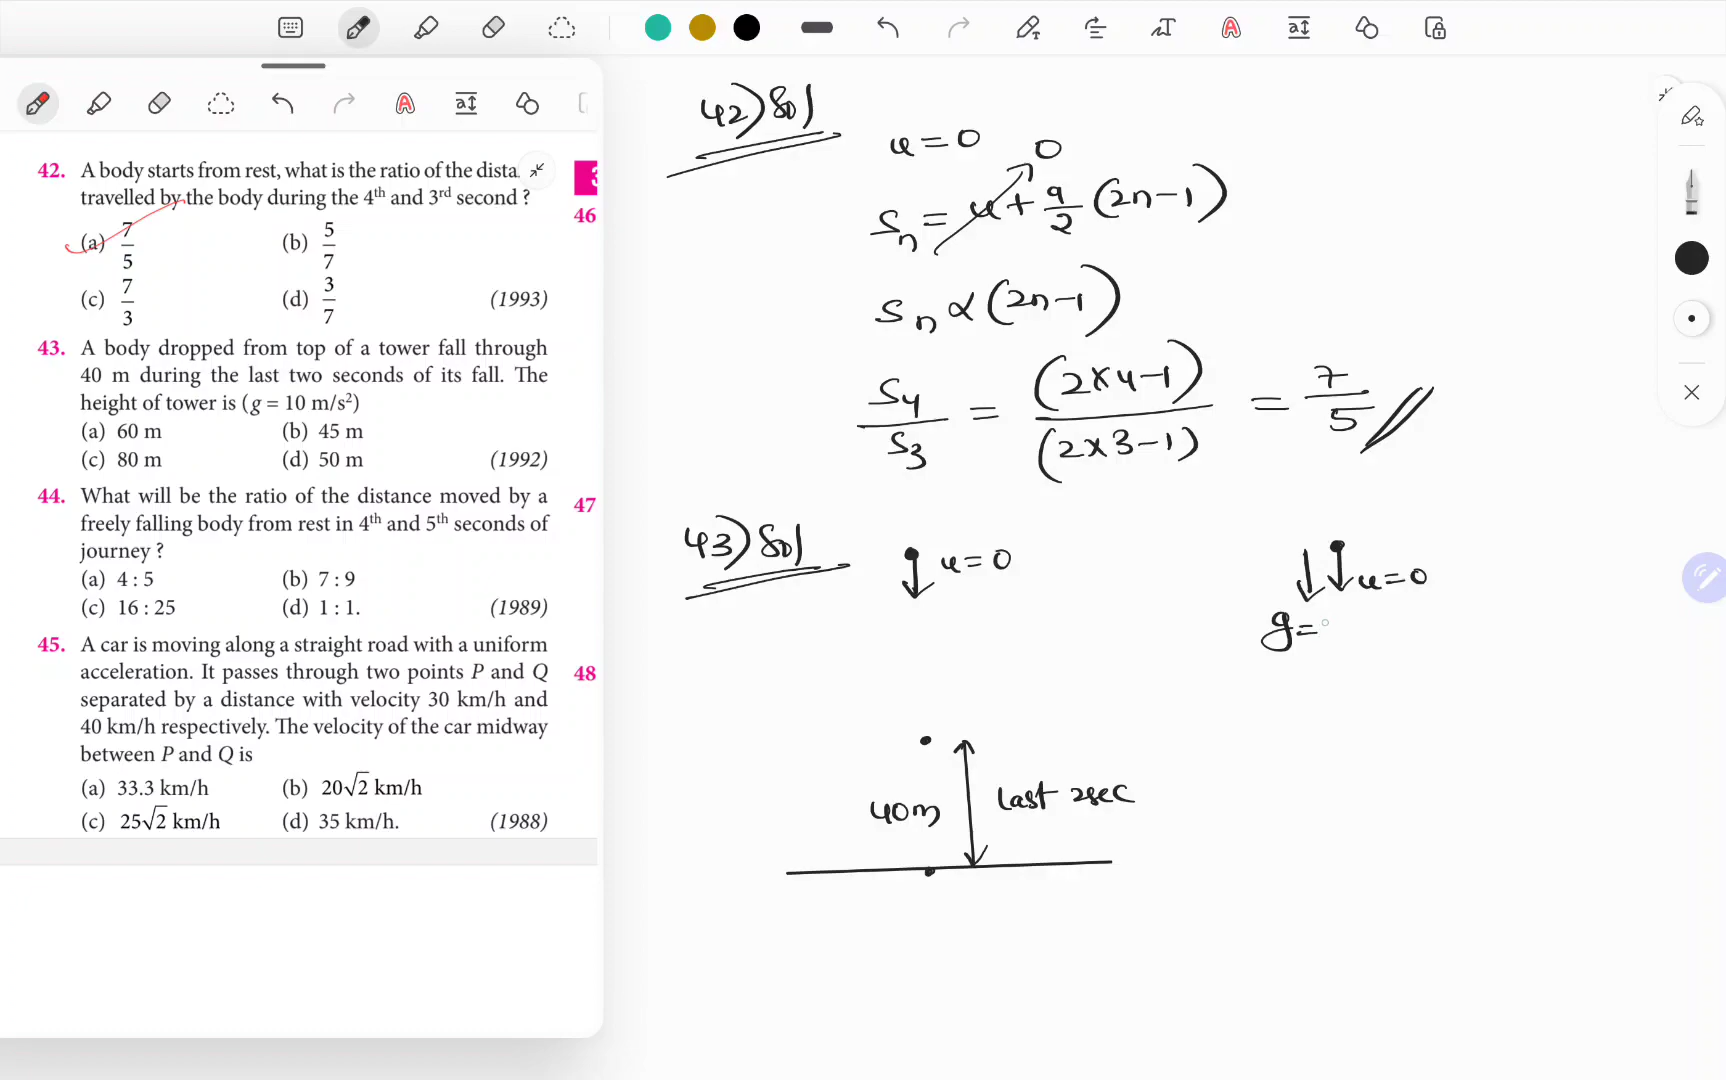 42. A body starts from rest, what is the ratio of the dista
travelled by the body during the 4th and 3rd second ?
(a) 7/5 (b) 5/7
(c) 7/3 (d) 3/7 (1993)
43. A body dropped from top of a tower fall through
40 m during the last two seconds of its fall. The
height of tower is (g = 10 m/s²)
(a) 60 m (b) 45 m
(c) 80 m (d) 50 m (1992)
44. What will be the ratio of the distance moved by a
freely falling body from rest in 4th and 5th seconds of
journey ?
(a) 4 : 5 (b) 7 : 9
(c) 16 : 25 (d) 1 : 1. (1989)
45. A car is moving along a straight road with a uniform
acceleration. It passes through two points P and Q
separated by a distance with velocity 30 km/h and
40 km/h respectively. The velocity of the car midway
between P and Q is
(a) 33.3 km/h (b) 20√2 km/h
(c) 25√2 km/h (d) 35 km/h. (1988)
46
47
48
42) Sol
u = 0
0
Sn = u + a/2 (2n-1)
Sn ∝ (2n-1)
S4/S3 = (2×4-1)/(2×3-1) = 7/5
43) Sol
u = 0
u = 0
g =
40m
last 2sec